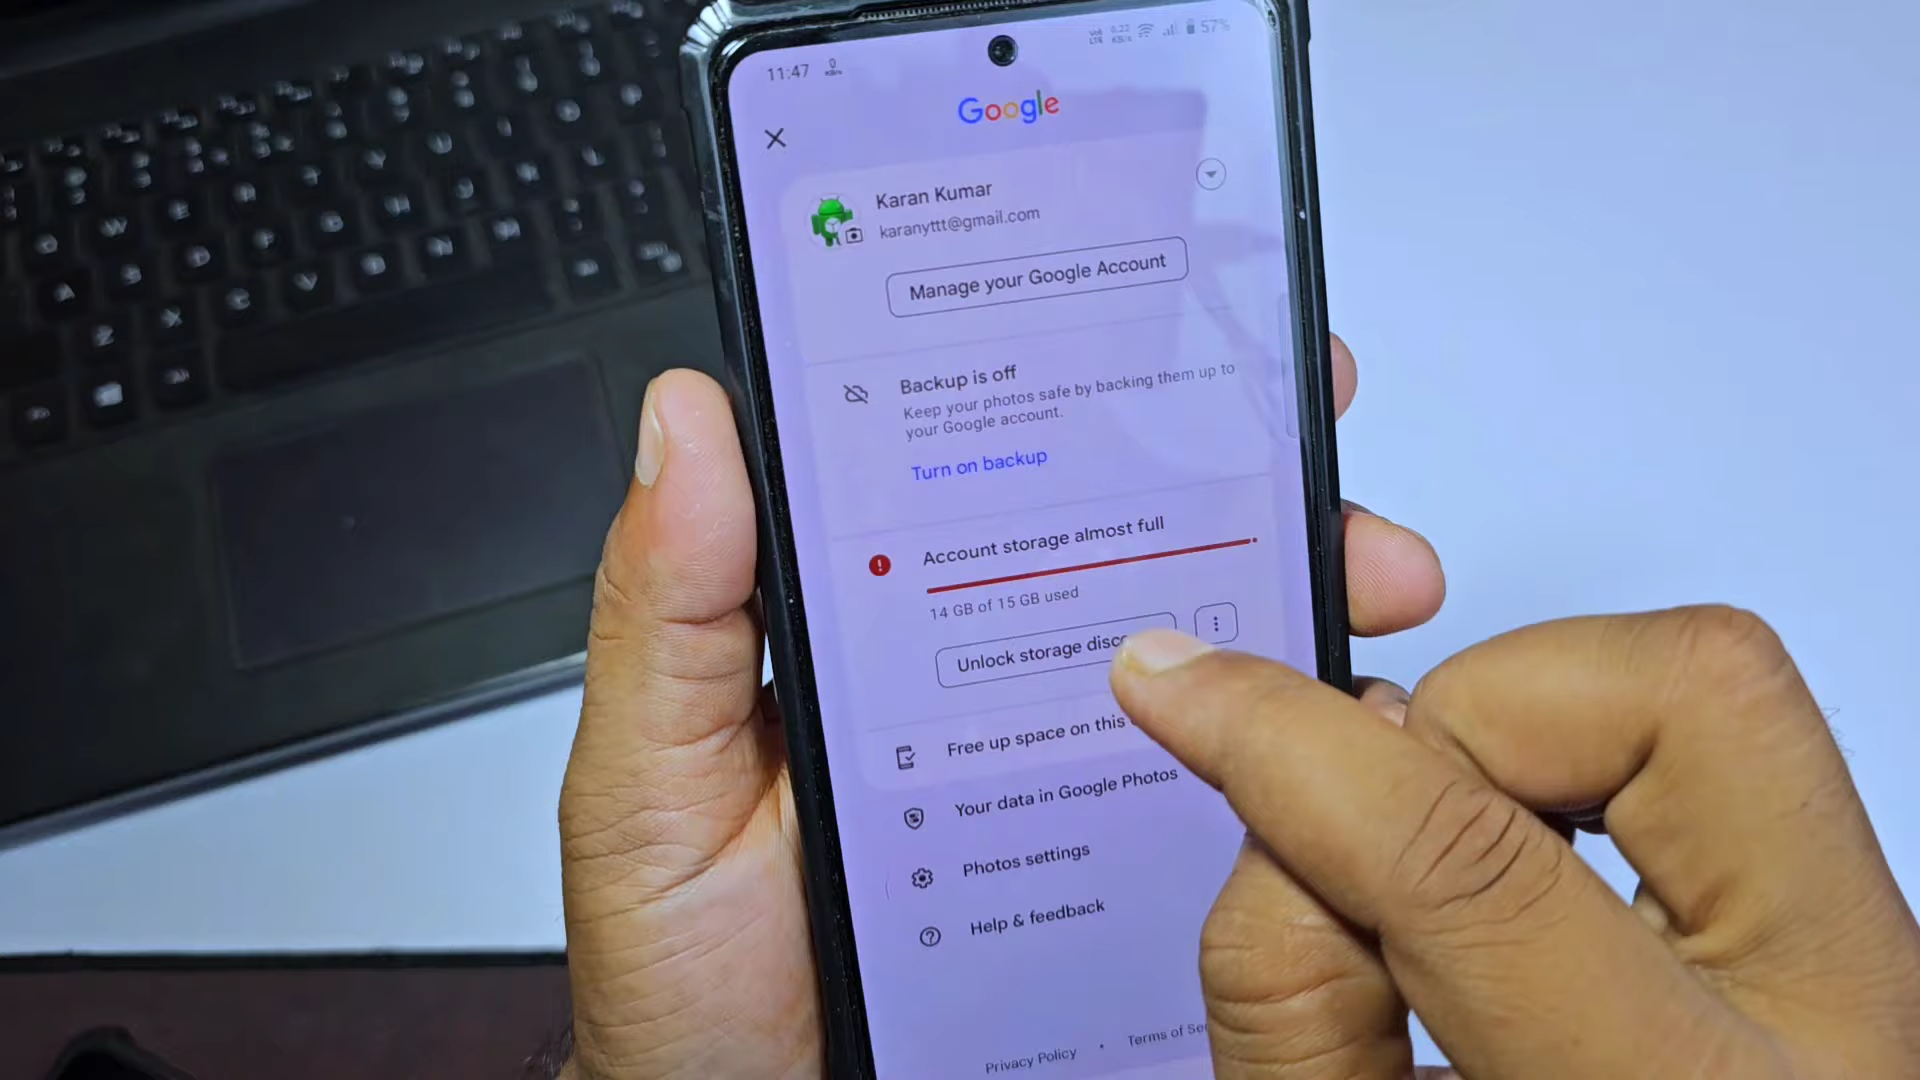 11:47
57%
Google
Karan Kumar
karanyttt@gmail.com
Manage your Google Account
Backup is off
Keep your photos safe by backing them up to
your Google account.
Turn on backup
Account storage almost full
14 GB of 15 GB used
Unlock storage
Free up space on this
Your data in Google Photos
Photos settings
Help & feedback
Privacy Policy • Terms of